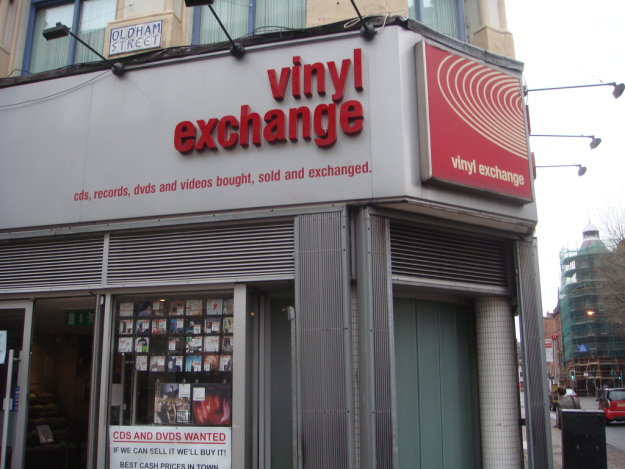 OLDHAM
STREET
vinyl
exchange
cds, records, dvds and videos bought, sold and exchanged.
vinyl exchange
CDS AND DVDS WANTED
IF WE CAN SELL IT WE'LL BUY IT!
BEST CASH PRICES IN TOWN